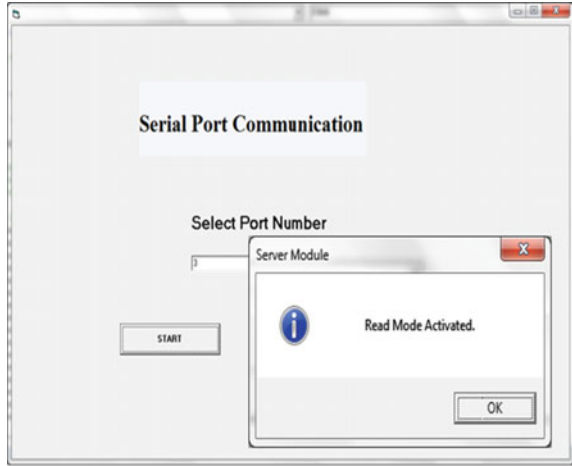 Serial Port Communication
Select Port Number
3
Server Module
Read Mode Activated.
START
OK